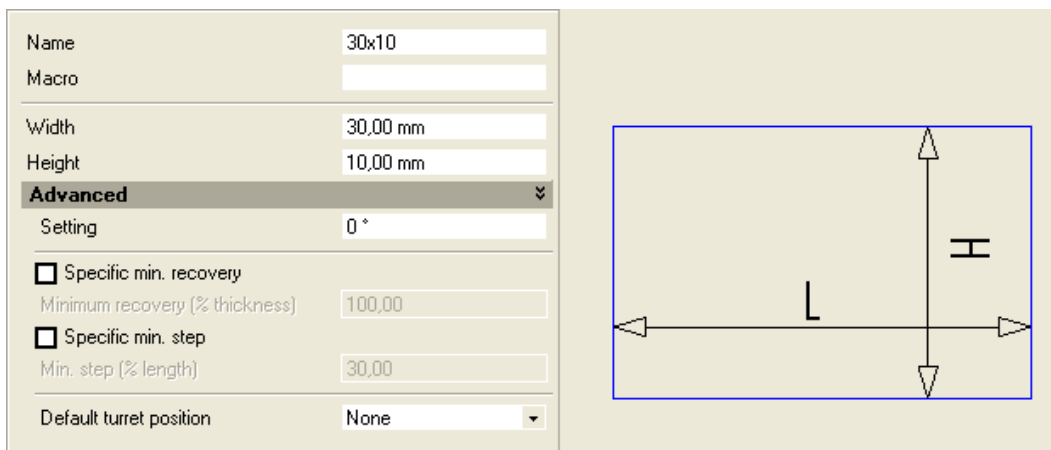 Name 30x10
Macro
Width 30,00 mm
Height 10,00 mm
Advanced
Setting 0 °
Specific min. recovery
Minimum recovery (% thickness) 100,00
Specific min. step
Min. step (% length) 30,00
Default turret position None
H
L